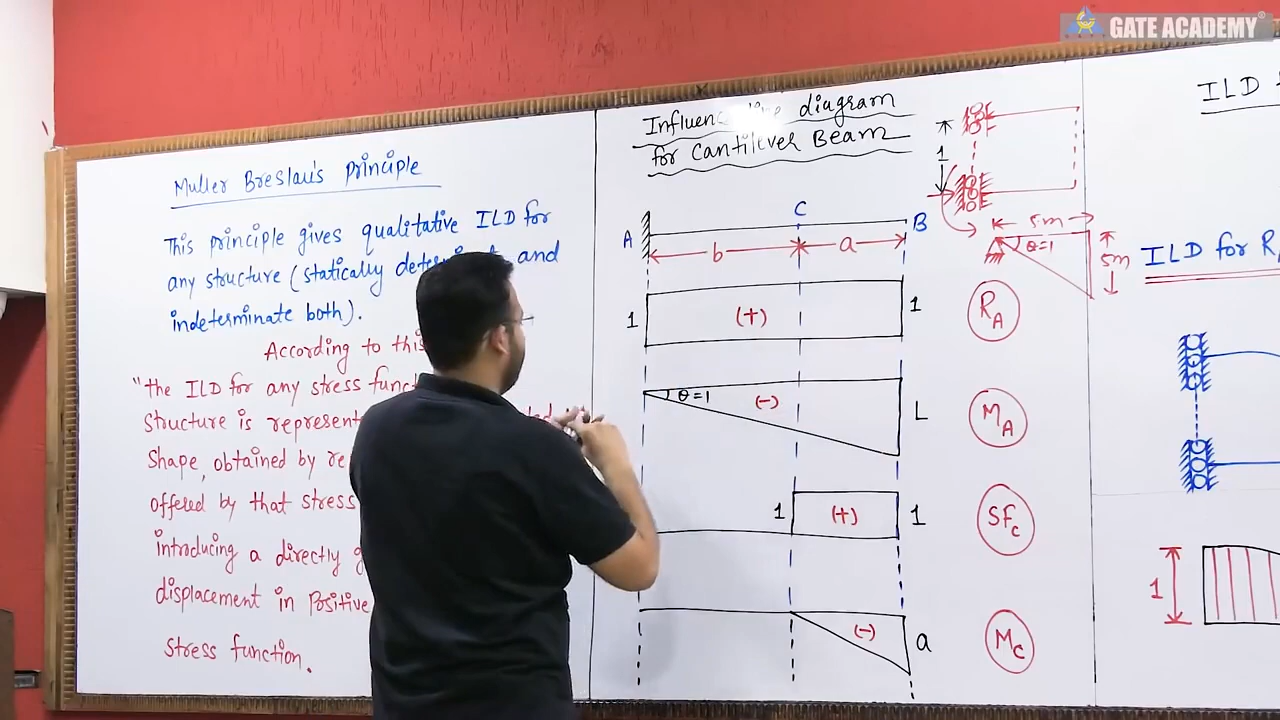 GATE ACADEMY
Muller Breslau's Principle
This principle gives qualitative ILD for
any structure (statically and
indeterminate both).
According to this
"the ILD for any stress
structure is
shape, obtained by
offered by that stress
introducing a directly
displacement in Positive
stress function.
diagram
for Cantilever Beam
A
C
B
b
a
1
(+)
1
RA
θ=1
(-)
L
MA
1
(+)
1
SFC
(-)
a
MC
1
5m
θ=1
5m
ILD
ILD for
1